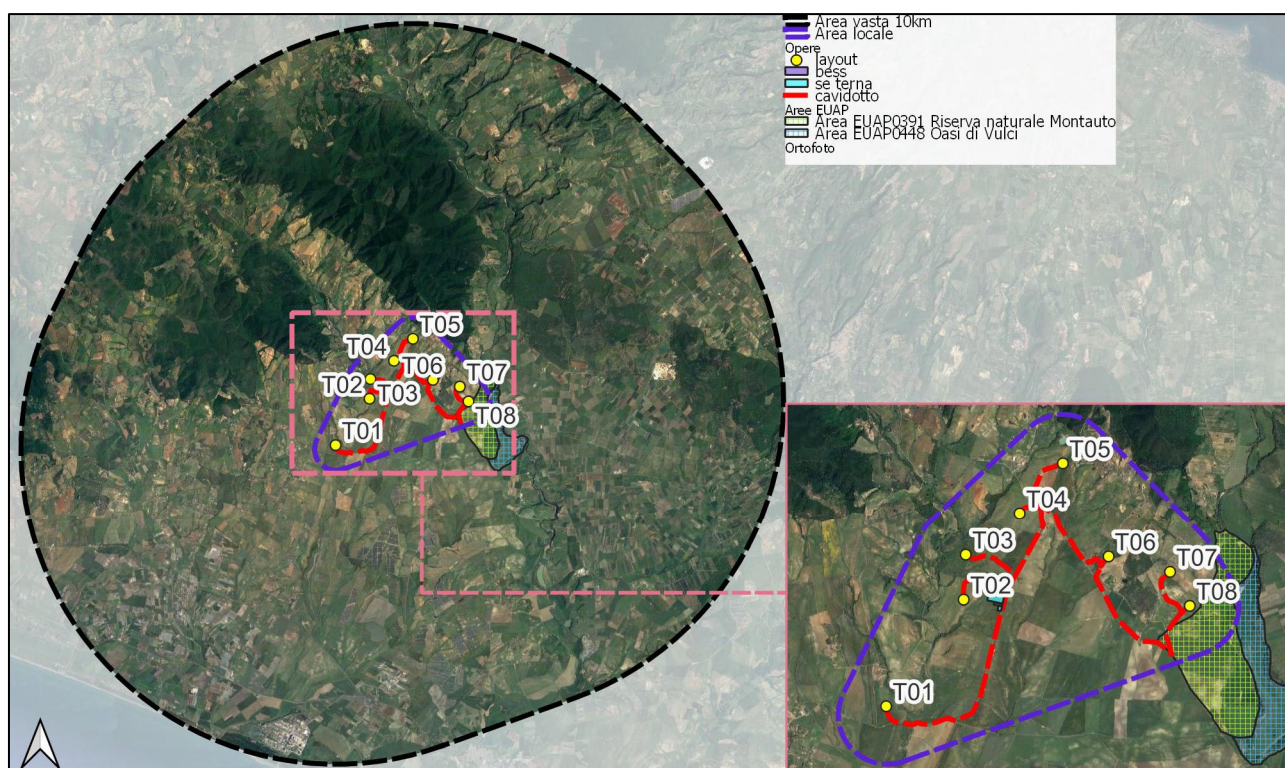 Area vasta 10km
Area locale
Opere
layout
bess
se terna
cavidotto
Aree EUAP
Area EUAP0391 Riserva naturale Montauto
Area EUAP0448 Oasi di Vulci
Ortofoto
T05
T04
T06
T07
T02
T03
T08
T01
T05
T04
T03
T06
T07
T02
T08
T01